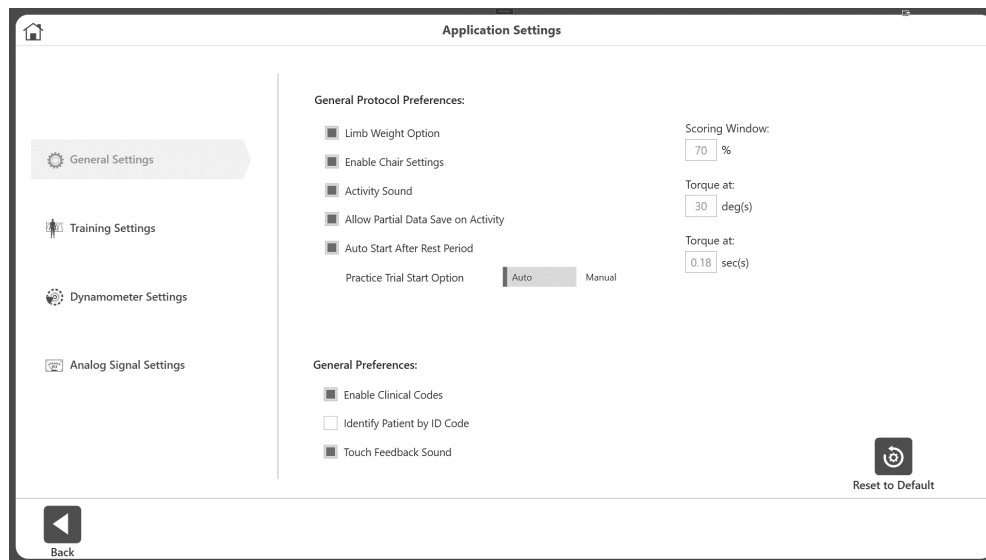 Application Settings
General Settings
Training Settings
Dynamometer Settings
Analog Signal Settings
General Protocol Preferences:
Limb Weight Option
Enable Chair Settings
Activity Sound
Allow Partial Data Save on Activity
Auto Start After Rest Period
Practice Trial Start Option Auto Manual
Scoring Window:
70 %
Torque at:
30 deg(s)
Torque at:
0.18 sec(s)
General Preferences:
Enable Clinical Codes
Identify Patient by ID Code
Touch Feedback Sound
Reset to Default
Back